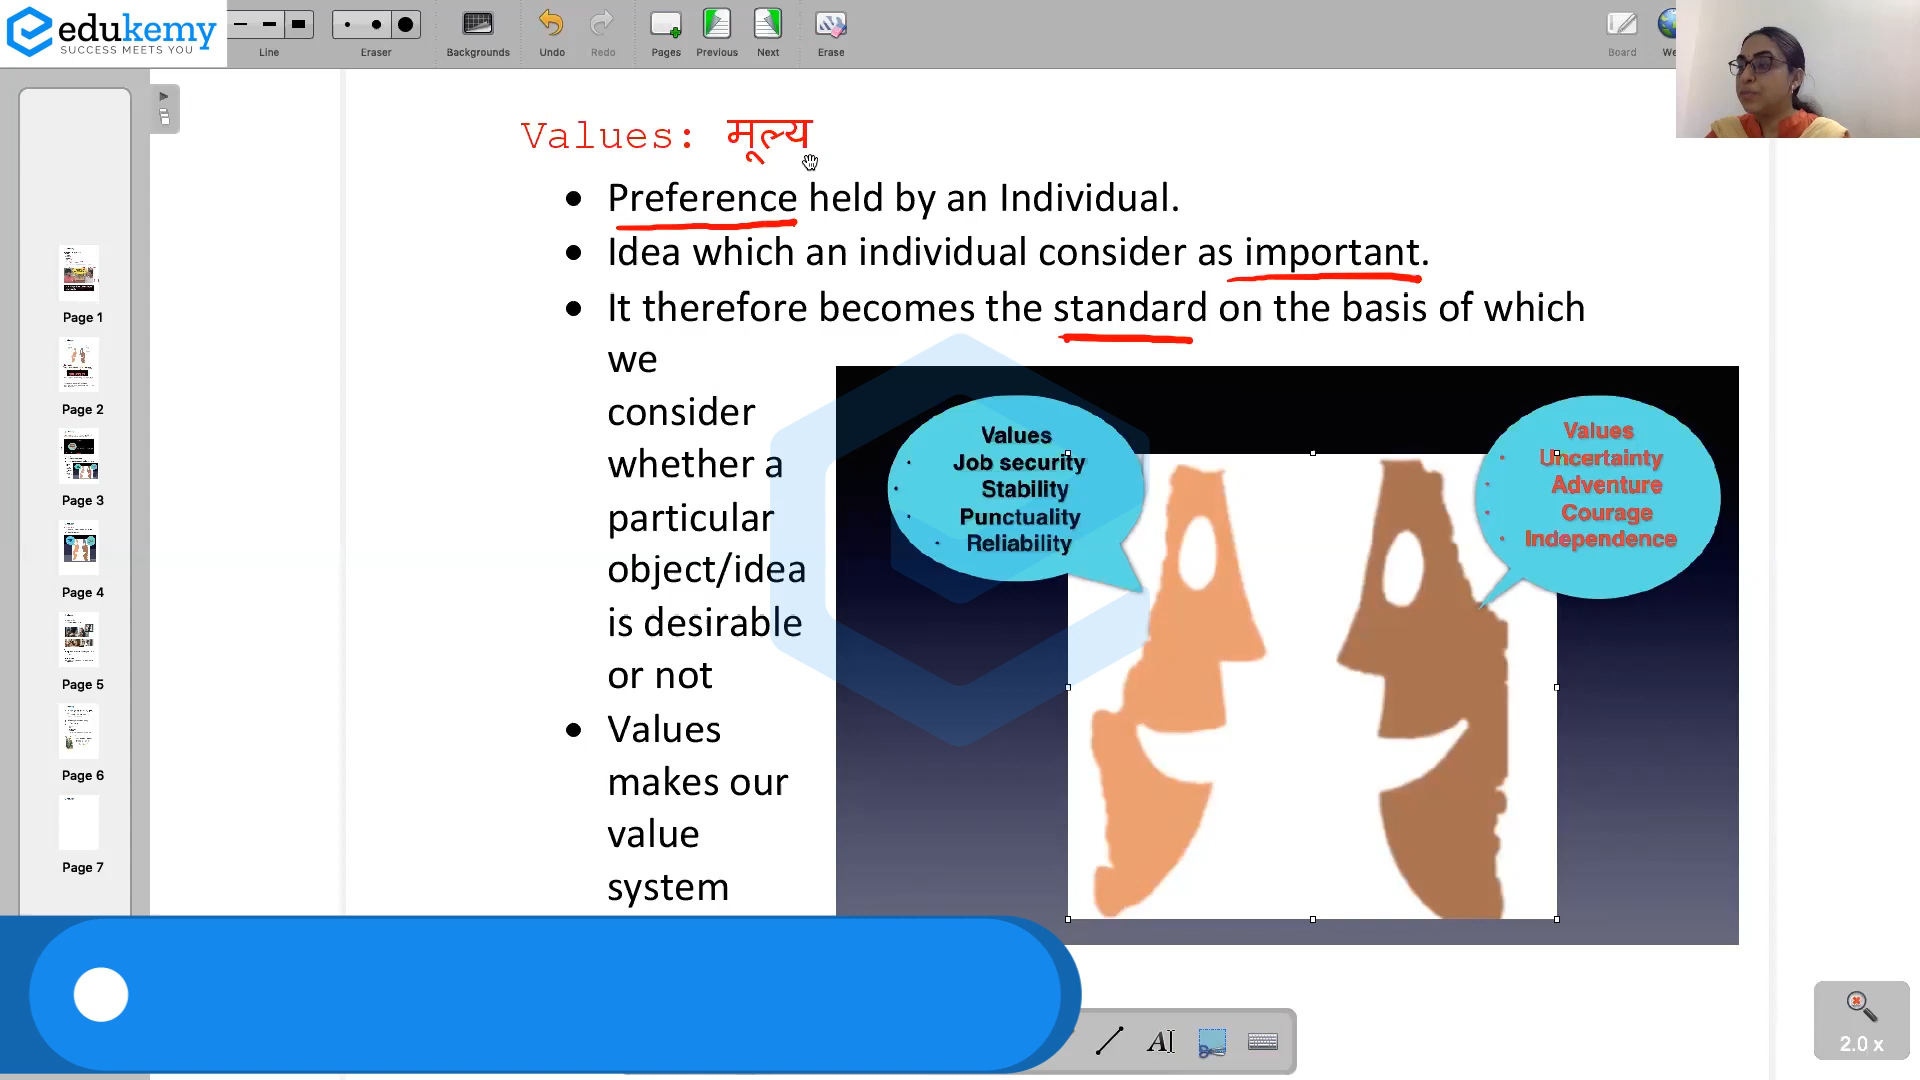 edukemy
SUCCESS MEETS YOU
Line
Eraser
Backgrounds
Undo
Redo
Pages
Previous
Next
Erase
Board
Values: मूल्य
• Preference held by an Individual.
• Idea which an individual consider as important.
• It therefore becomes the standard on the basis of which
we
consider
whether a
particular
object/idea
is desirable
or not
• Values
makes our
value
system
Values
• Job security
• Stability
• Punctuality
• Reliability
Values
• Uncertainty
• Adventure
• Courage
• Independence
Page 1
Page 2
Page 3
Page 4
Page 5
Page 6
Page 7
2.0 x